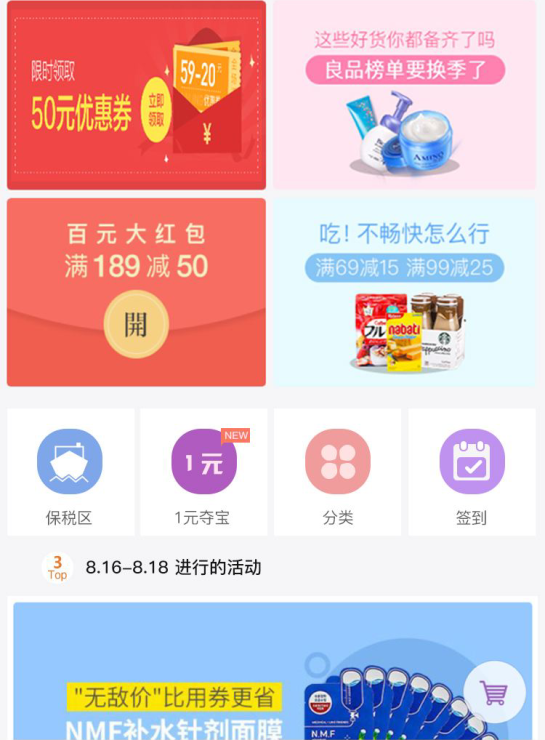 限时领取
50元优惠券
立即
领取
59-20元
¥
这些好货你都备齐了吗
良品榜单要换季了
AMINO
百元大红包
满189减50
開
吃! 不畅快怎么行
满69减15 满99减25
フル
nabati
保税区
1元
NEW
1元夺宝
分类
签到
3
Top
8.16-8.18 进行的活动
"无敌价"比用券更省
NMF补水针剂面膜
N.M.F